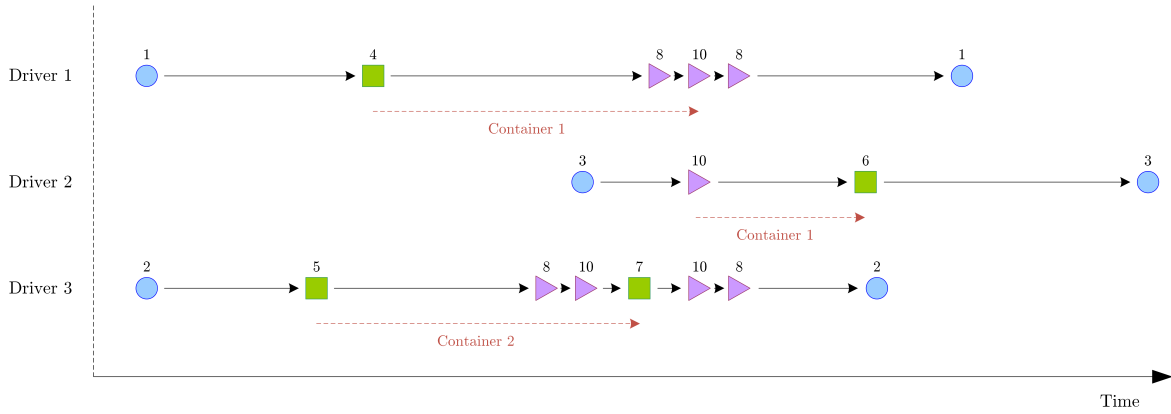 1 4 8 10 8 1
Driver 1
Container 1
3 10 6 3
Driver 2
Container 1
2 5 8 10 7 10 8 2
Driver 3
Container 2
Time